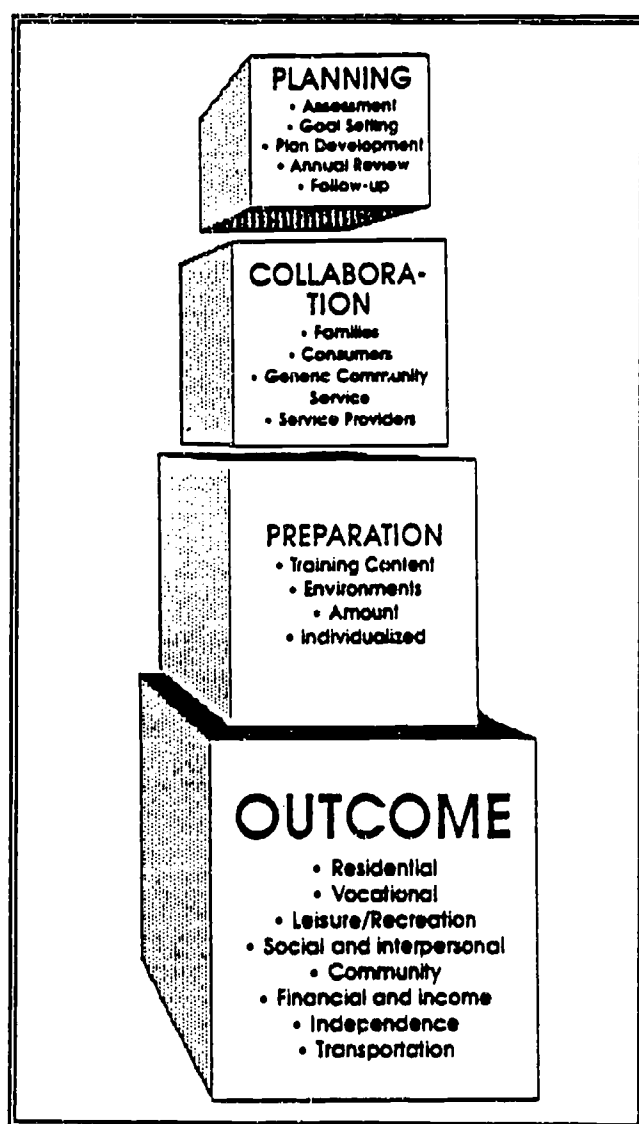 PLANNING
• Assessment
• Goal Setting
• Plan Development
• Annual Review
• Follow-up
COLLABORA-
TION
• Families
• Consumers
• Generic Community
Service
• Service Providers
PREPARATION
• Training Content
• Environments
• Amount
• Individualized
OUTCOME
• Residential
• Vocational
• Leisure/Recreation
• Social and interpersonal
• Community
• Financial and income
• Independence
• Transportation